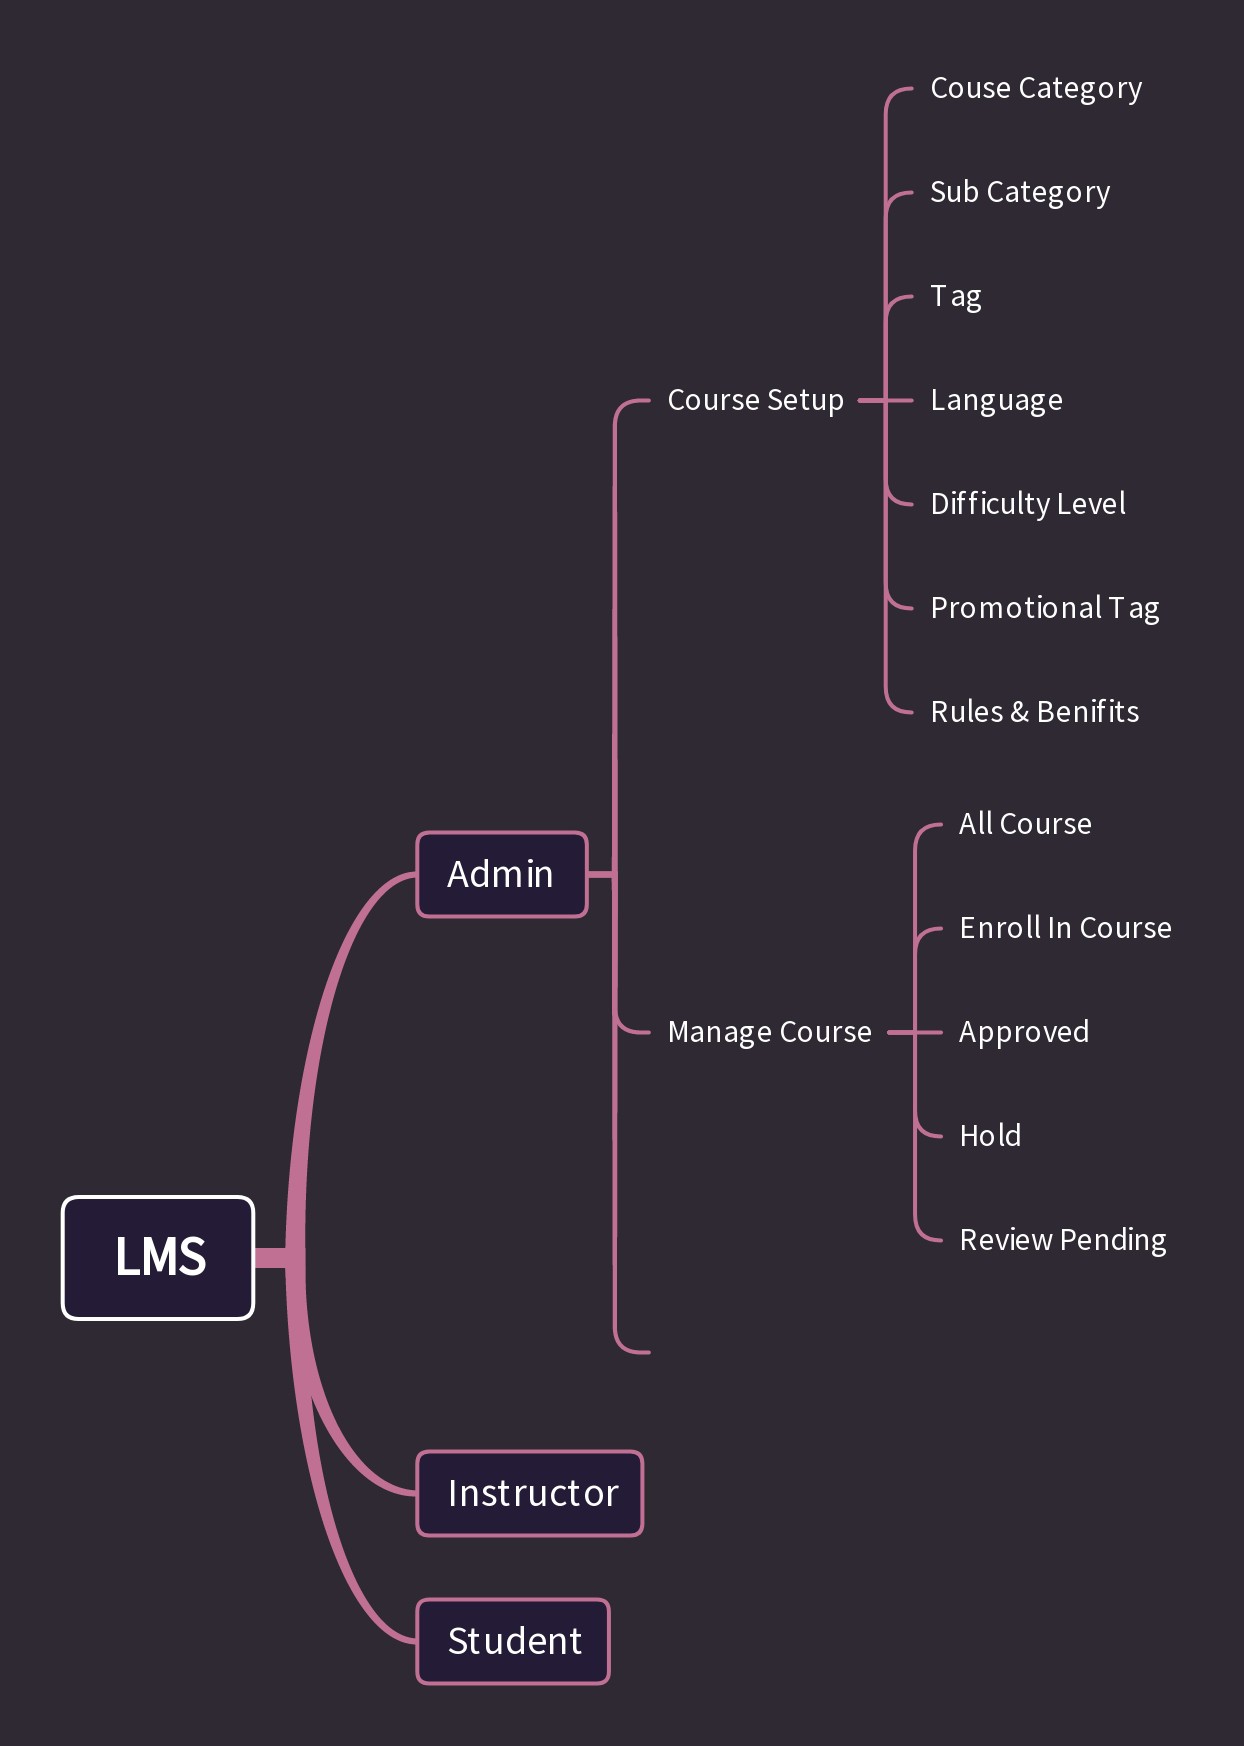 LMS
Admin
Course Setup
Couse Category
Sub Category
Tag
Language
Difficulty Level
Promotional Tag
Rules & Benifits
Manage Course
All Course
Enroll In Course
Approved
Hold
Review Pending
Instructor
Student